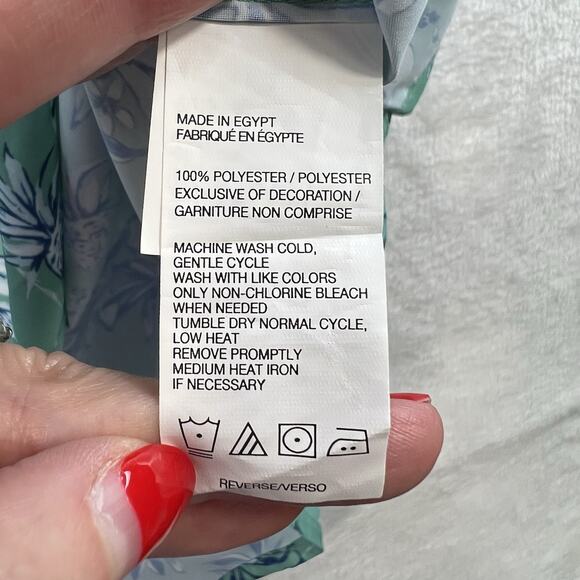 MADE IN EGYPT
FABRIQUÉ EN ÉGYPTE
100% POLYESTER / POLYESTER
EXCLUSIVE OF DECORATION /
GARNITURE NON COMPRISE
MACHINE WASH COLD,
GENTLE CYCLE
WASH WITH LIKE COLORS
ONLY NON-CHLORINE BLEACH
WHEN NEEDED
TUMBLE DRY NORMAL CYCLE,
LOW HEAT
REMOVE PROMPTLY
MEDIUM HEAT IRON
IF NECESSARY
REVERSE/VERSO